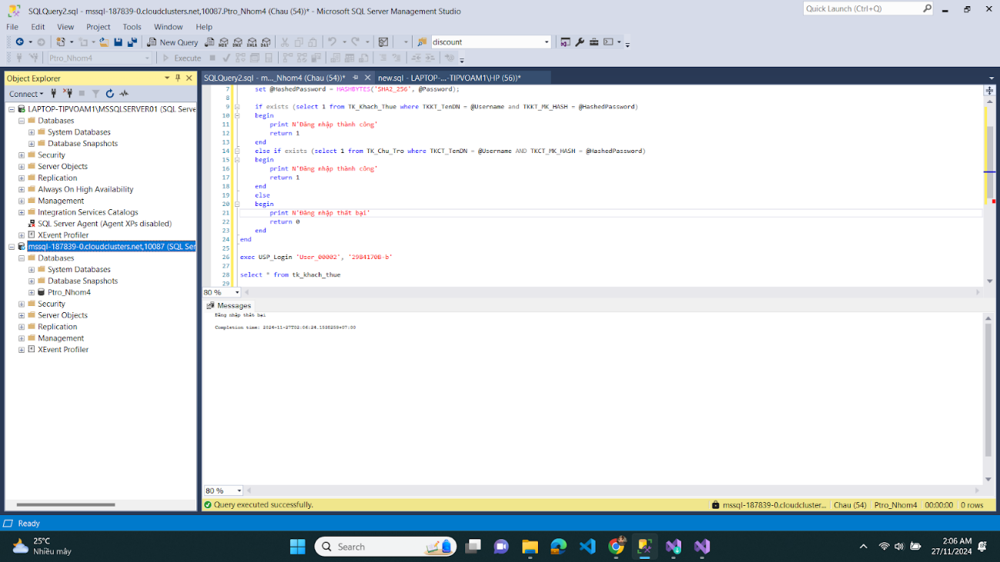 SQLQuery2.sql - mssql-187839-0.cloudclusters.net,10087.Ptro_Nhom4 (Chau (54))* - Microsoft SQL Server Management Studio
Quick Launch (Ctrl+Q)
File Edit View Project Tools Window Help
New Query
discount
Ptro_Nhom4
Execute
Object Explorer
SQLQuery2.sql - m..._Nhom4 (Chau (54))*
new.sql - LAPTOP-...-TIPVOAM1\HP (56))*
Connect
LAPTOP-TIPVOAM1\MSSQLSERVER01 (SQL Serve
Databases
System Databases
Database Snapshots
Security
Server Objects
Replication
Always On High Availability
Management
Integration Services Catalogs
SQL Server Agent (Agent XPs disabled)
XEvent Profiler
mssql-187839-0.cloudclusters.net,10087 (SQL Ser
Databases
System Databases
Database Snapshots
Ptro_Nhom4
Security
Server Objects
Replication
Management
XEvent Profiler
7 set @HashedPassword = HASHBYTES('SHA2_256', @Password);
8
9 if exists (select 1 from TK_Khach_Thue where TKKT_TenDN = @Username and TKKT_MK_HASH = @HashedPassword)
10 begin
11 print N'Đăng nhập thành công'
12 return 1
13 end
14 else if exists (select 1 from TK_Chu_Tro where TKCT_TenDN = @Username AND TKCT_MK_HASH = @HashedPassword)
15 begin
16 print N'Đăng nhập thành công'
17 return 1
18 end
19 else
20 begin
21 print N'Đăng nhập thất bại'
22 return 0
23 end
24 end
25
26 exec USP_Login 'User_00002', '2984170B-b'
27
28 select * from tk_khach_thue
29
80 %
Messages
Đăng nhập thất bại
Completion time: 2024-11-27T02:06:24.1535259+07:00
80 %
Query executed successfully.
mssql-187839-0.cloudcluster... Chau (54) Ptro_Nhom4 00:00:00 0 rows
Ready
25°C
Nhiều mây
Search
2:06 AM
27/11/2024